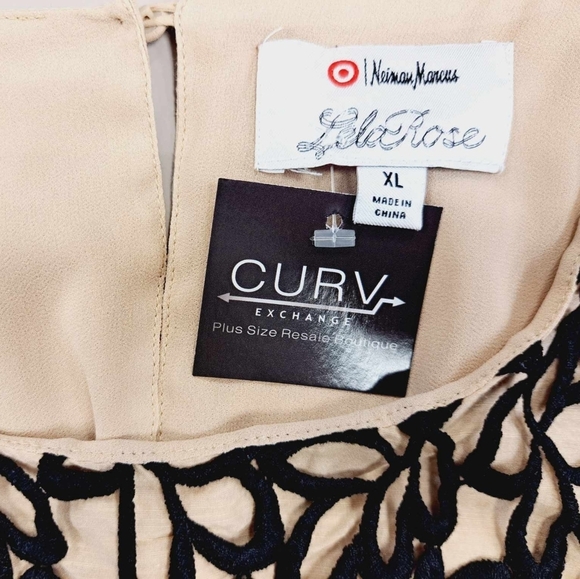 | Neiman Marcus
Lela Rose
XL
MADE IN
CHINA
CURV
EXCHANGE
Plus Size Resale Boutique